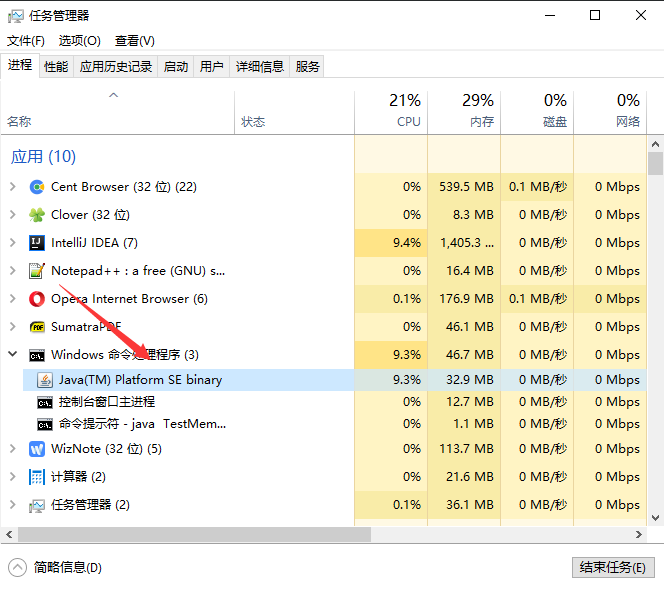 任务管理器
文件(F) 选项(O) 查看(V)
进程 性能 应用历史记录 启动 用户 详细信息 服务
21% 29% 0% 0%
名称 状态 CPU 内存 磁盘 网络
应用 (10)
Cent Browser (32 位) (22) 0% 539.5 MB 0.1 MB/秒 0 Mbps
Clover (32 位) 0% 8.3 MB 0 MB/秒 0 Mbps
IntelliJ IDEA (7) 9.4% 1,405.3 ... 0 MB/秒 0 Mbps
Notepad++ : a free (GNU) s... 0% 16.4 MB 0 MB/秒 0 Mbps
Opera Internet Browser (6) 0.1% 176.9 MB 0.1 MB/秒 0 Mbps
SumatraPDF 0% 46.1 MB 0 MB/秒 0 Mbps
Windows 命令处理程序 (3) 9.3% 46.7 MB 0 MB/秒 0 Mbps
Java(TM) Platform SE binary 9.3% 32.9 MB 0 MB/秒 0 Mbps
控制台窗口主进程 0% 12.7 MB 0 MB/秒 0 Mbps
命令提示符 - java TestMem... 0% 1.1 MB 0 MB/秒 0 Mbps
WizNote (32 位) (5) 0% 113.7 MB 0 MB/秒 0 Mbps
计算器 (2) 0% 21.6 MB 0 MB/秒 0 Mbps
任务管理器 (2) 0.1% 36.1 MB 0 MB/秒 0 Mbps
简略信息(D) 结束任务(E)